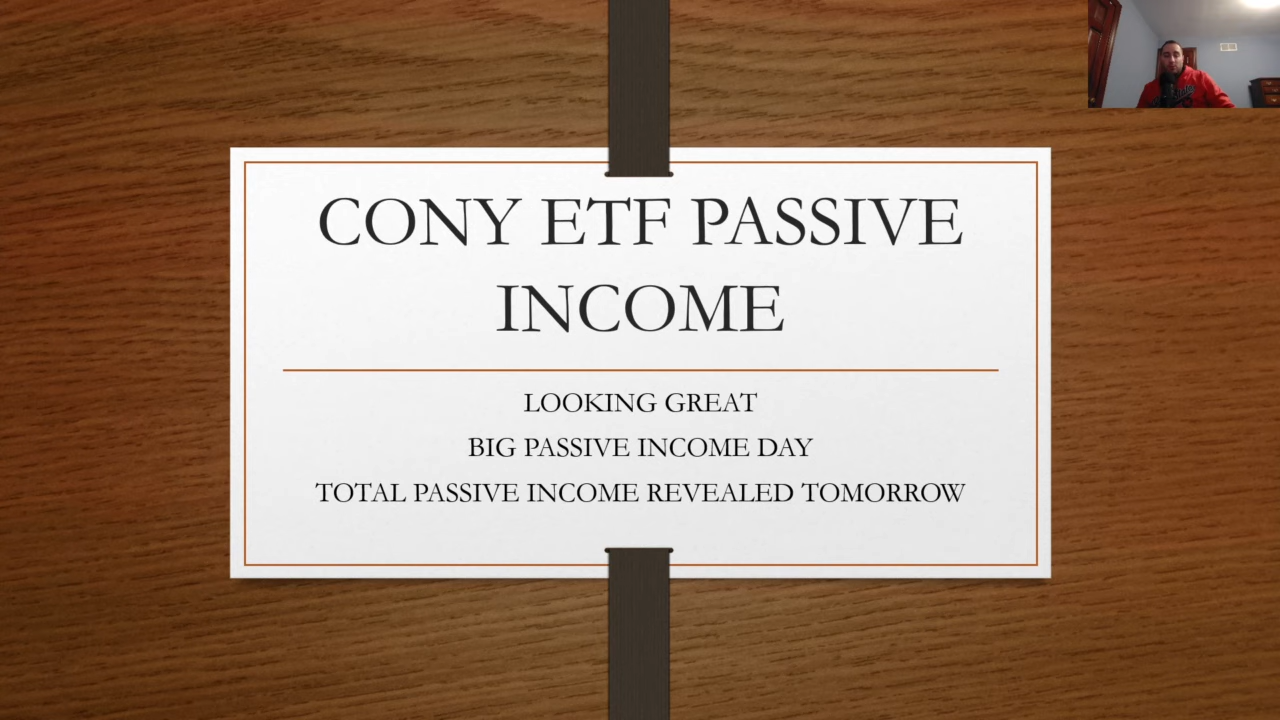 CONY ETF PASSIVE
INCOME
LOOKING GREAT
BIG PASSIVE INCOME DAY
TOTAL PASSIVE INCOME REVEALED TOMORROW